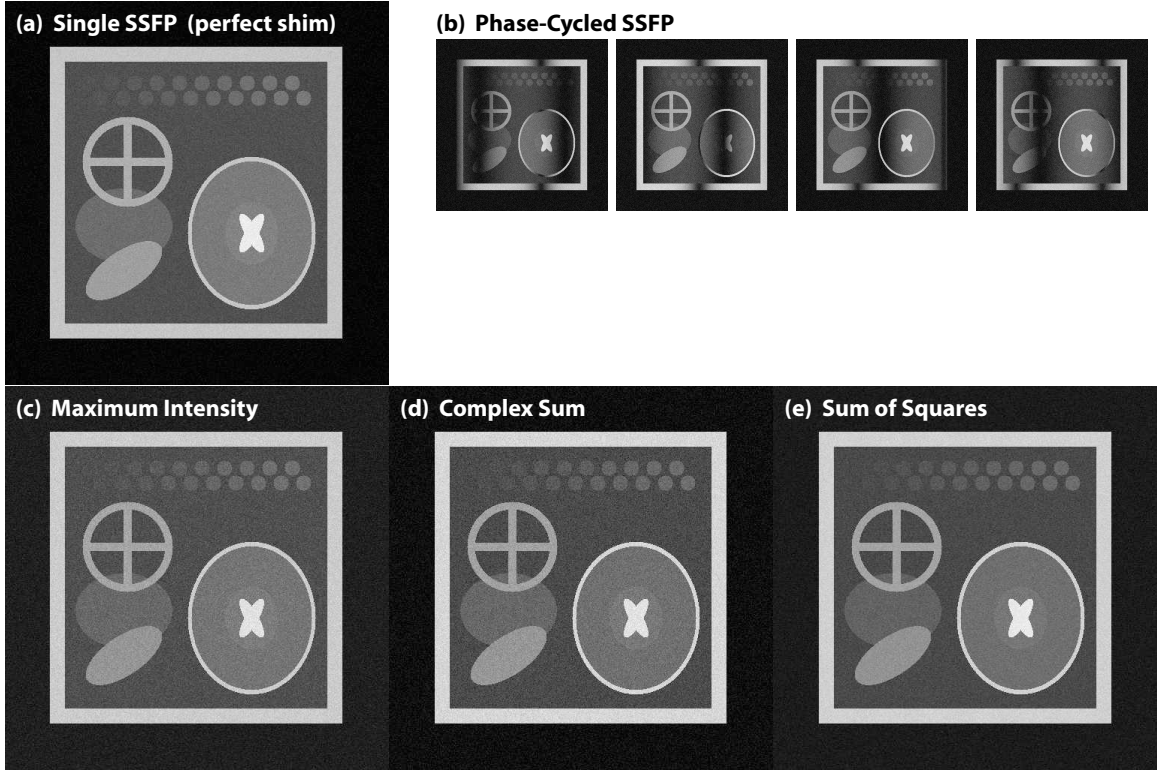 (a) Single SSFP (perfect shim)
(b) Phase-Cycled SSFP
(c) Maximum Intensity
(d) Complex Sum
(e) Sum of Squares